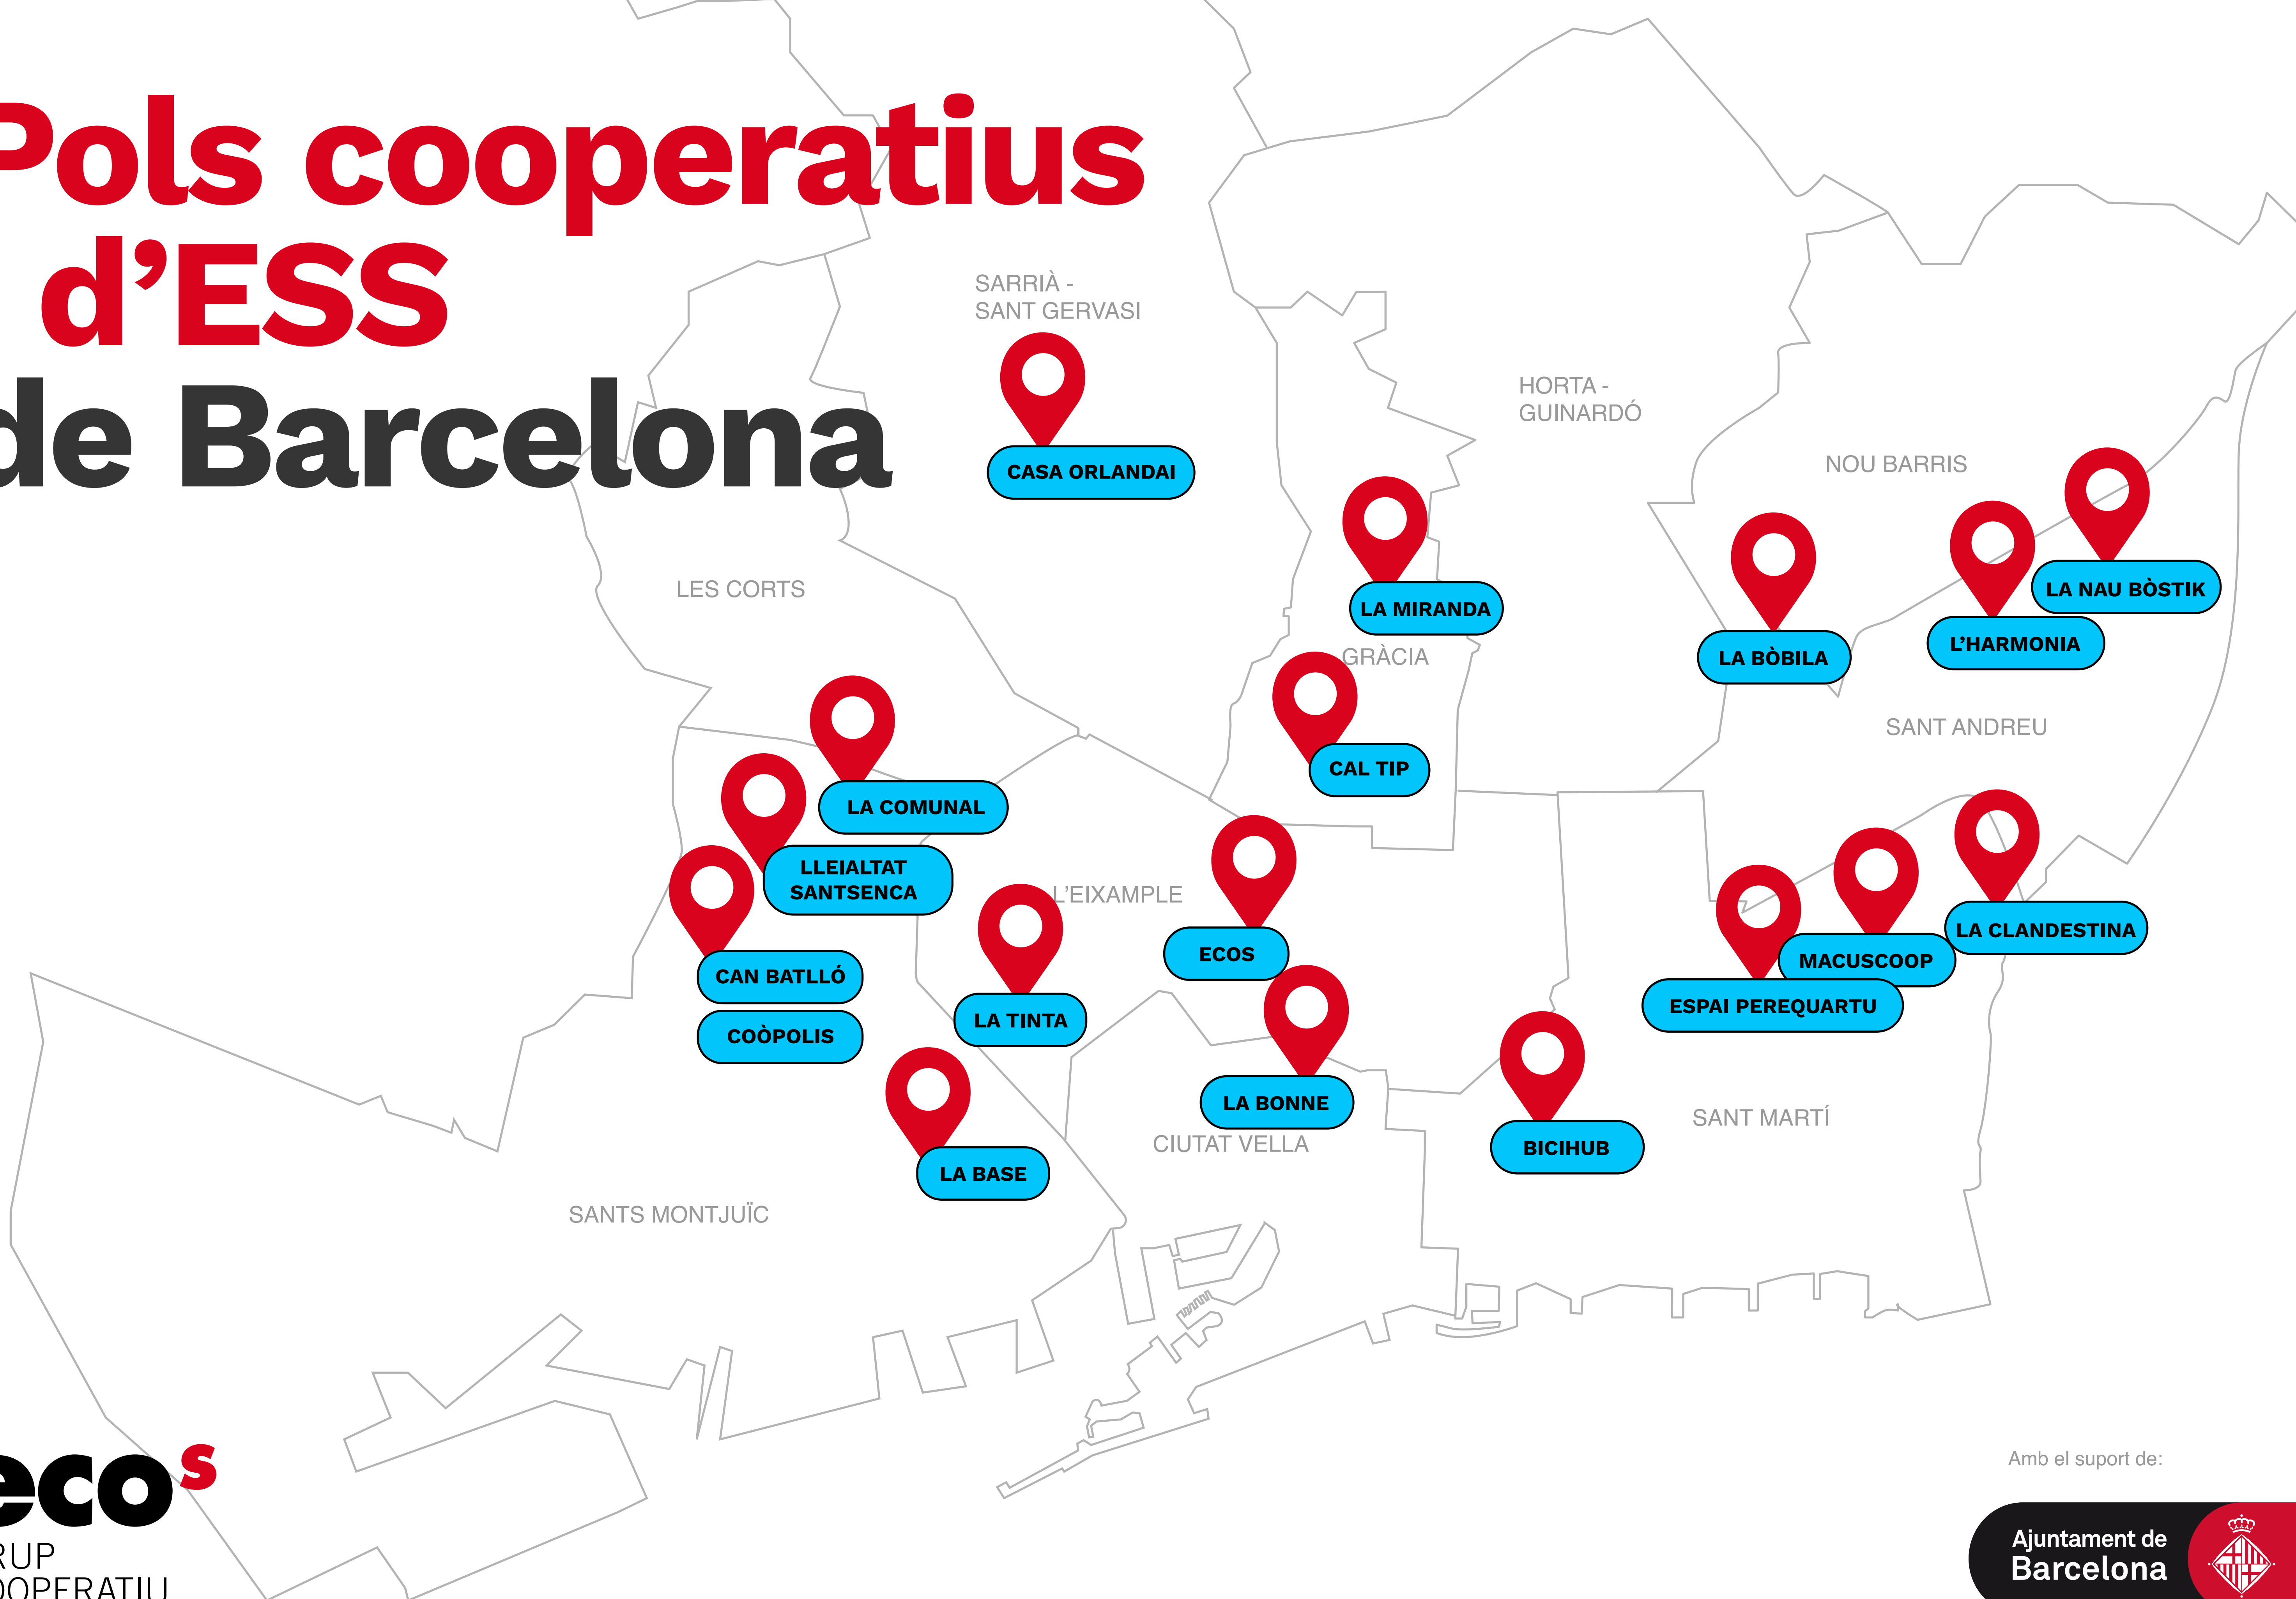 Pols cooperatius
d’ESS
de Barcelona
SARRIÀ -
SANT GERVASI
CASA ORLANDAI
HORTA -
GUINARDÓ
NOU BARRIS
LES CORTS
LA MIRANDA
GRÀCIA
CAL TIP
LA BÒBILA
LA NAU BÒSTIK
L’HARMONIA
SANT ANDREU
LA COMUNAL
LLEIALTAT
SANTSENCA
CAN BATLLÓ
COÒPOLIS
L’EIXAMPLE
LA TINTA
ECOS
LA BONNE
CIUTAT VELLA
LA BASE
SANTS MONTJUÏC
LA CLANDESTINA
MACUSCOOP
ESPAI PEREQUARTU
BICIHUB
SANT MARTÍ
ecos
RUP
OOPERATIU
Amb el suport de:
Ajuntament de
Barcelona